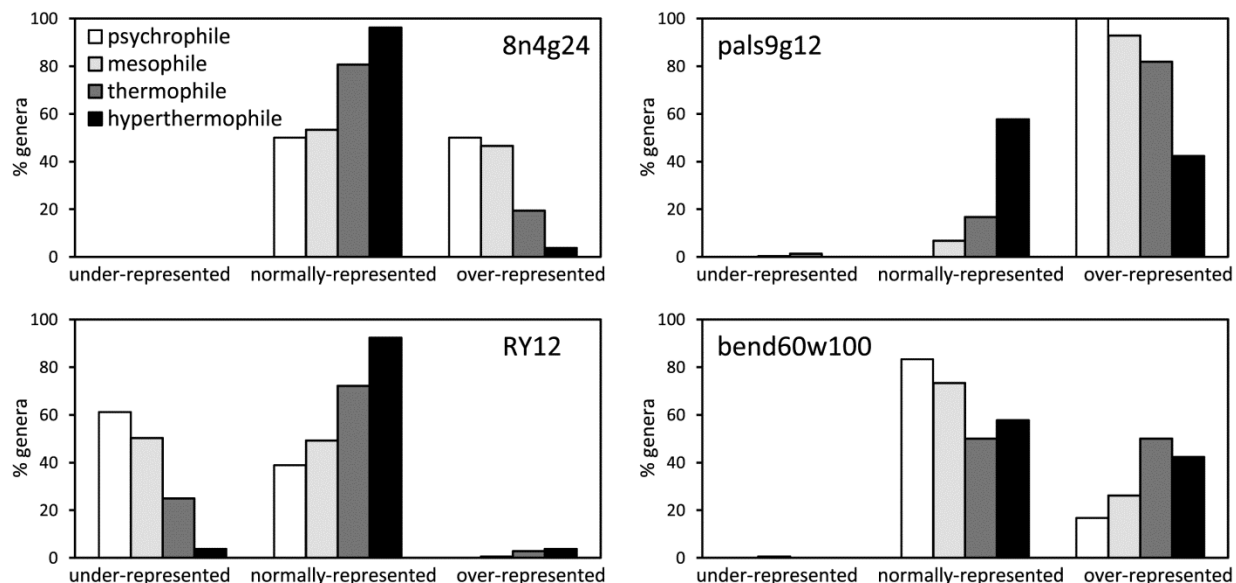 100
80
60
40
20
0
% genera
psychrophile
mesophile
thermophile
hyperthermophile
8n4g24
under-represented normally-represented over-represented
100
80
60
40
20
0
% genera
pals9g12
under-represented normally-represented over-represented
100
80
60
40
20
0
% genera
RY12
under-represented normally-represented over-represented
100
80
60
40
20
0
% genera
bend60w100
under-represented normally-represented over-represented